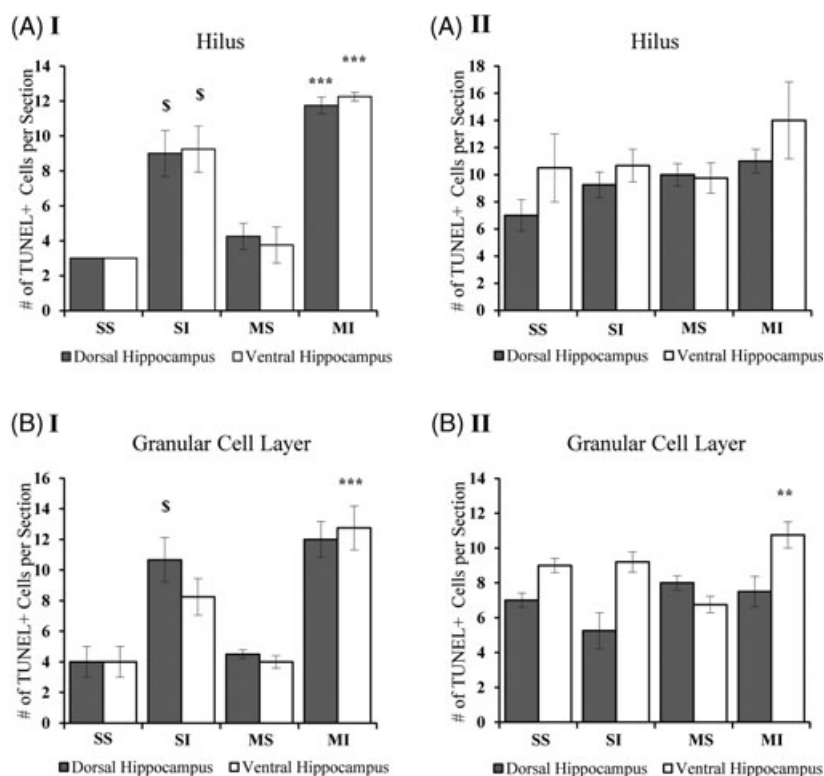 (A) I
Hilus
# of TUNEL+ Cells per Section
14
12
10
8
6
4
2
0
$
$
***
***
SS SI MS MI
Dorsal Hippocampus Ventral Hippocampus
(A) II
Hilus
# of TUNEL+ Cells per Section
18
16
14
12
10
8
6
4
2
0
SS SI MS MI
Dorsal Hippocampus Ventral Hippocampus
(B) I
Granular Cell Layer
# of TUNEL+ Cells per Section
16
14
12
10
8
6
4
2
0
$
***
SS SI MS MI
Dorsal Hippocampus Ventral Hippocampus
(B) II
Granular Cell Layer
# of TUNEL+ Cells per Section
14
12
10
8
6
4
2
0
**
SS SI MS MI
Dorsal Hippocampus Ventral Hippocampus